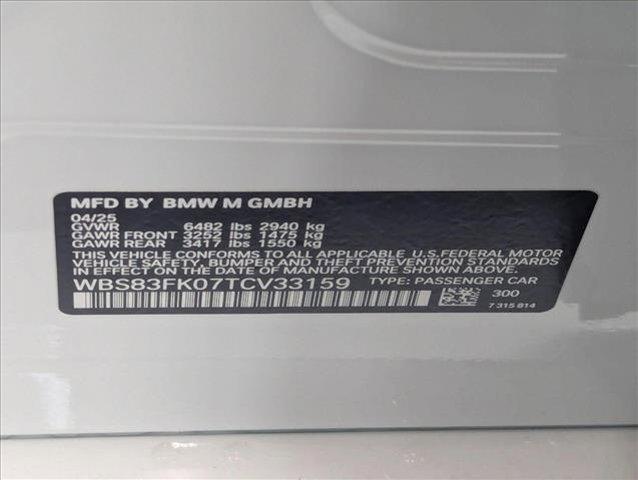 MFD BY BMW M GMBH
04/25
GVWR 6482 lbs 2940 kg
GAWR FRONT 3252 lbs 1475 kg
GAWR REAR 3417 lbs 1550 kg
THIS VEHICLE CONFORMS TO ALL APPLICABLE U.S.FEDERAL MOTOR
VEHICLE SAFETY, BUMPER AND THEFT PREVENTION STANDARDS
IN EFFECT ON THE DATE OF MANUFACTURE SHOWN ABOVE.
WBS83FK07TCV33159 TYPE: PASSENGER CAR
300
7 315 814